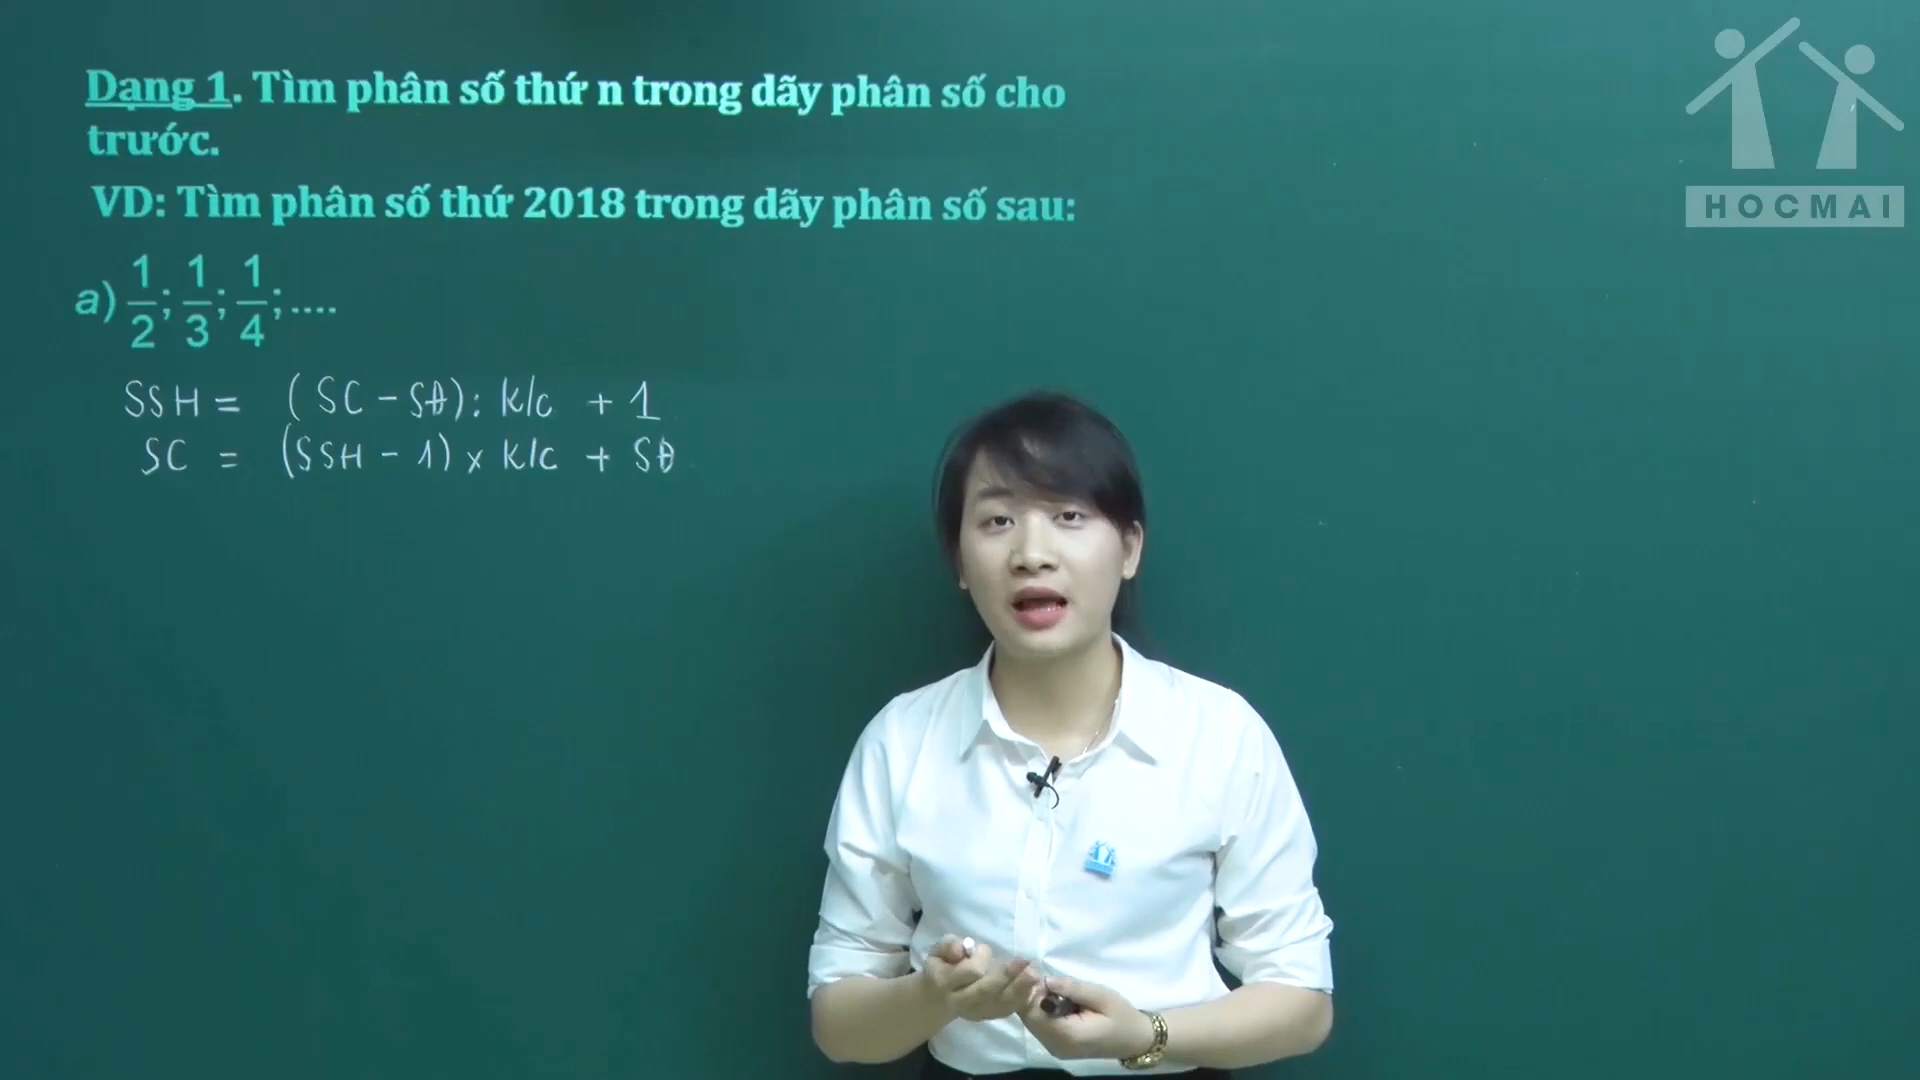 Dạng 1. Tìm phân số thứ n trong dãy phân số cho
trước.
VD: Tìm phân số thứ 2018 trong dãy phân số sau:
a) 1/2; 1/3; 1/4; ....
SSH = (SC - SĐ): k/c + 1
SC = (SSH - 1) x k/c + SĐ
HOCMAI